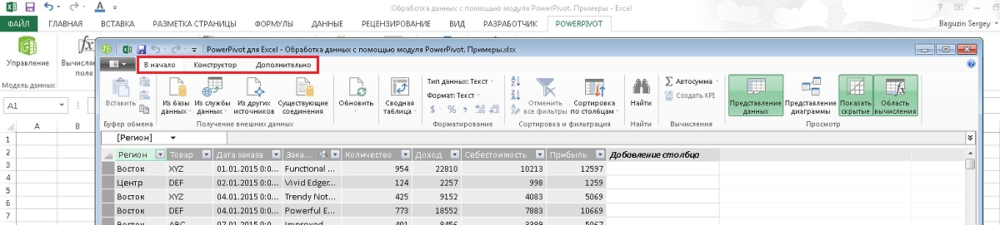 Обработка данных с помощью модуля PowerPivot. Примеры - Excel
ФАЙЛ ГЛАВНАЯ ВСТАВКА РАЗМЕТКА СТРАНИЦЫ ФОРМУЛЫ ДАННЫЕ РЕЦЕНЗИРОВАНИЕ ВИД РАЗРАБОТЧИК POWERPIVOT Baguzin Sergey
PowerPivot для Excel - Обработка данных с помощью модуля PowerPivot. Примеры.xlsx
В начало Конструктор Дополнительно
Управление
Модель данных
Вычисляе
поля
A1
A B
1
2
3
4
5
6
7
Вставить
Буфер обмена
Из базы данных
Из службы данных
Из других источников
Существующие соединения
Получение внешних данных
Обновить
Сводная таблица
Тип данных: Текст
Формат: Текст
$ % ,
Форматирование
Отменить все фильтры
Сортировка по столбцам
Сортировка и фильтрация
Найти
Найти
Автосумма
Создать KPI
Вычисления
Представление данных
Представление диаграммы
Показать скрытые
Область вычисления
Просмотр
[Регион]
Регион Товар Дата заказа Зака... Количество Доход Себестоимость Прибыль Добавление столбца
Восток XYZ 01.01.2015 0:0... Functional ... 954 22810 10213 12597
Центр DEF 02.01.2015 0:0... Vivid Edger... 124 2257 998 1259
Восток XYZ 04.01.2015 0:0... Trendy Not... 425 9152 4083 5069
Восток DEF 04.01.2015 0:0... Powerful E... 773 18552 7883 10669
Восток ABC 07.01.2015 0:0... Improved 401 8456 3389 5067